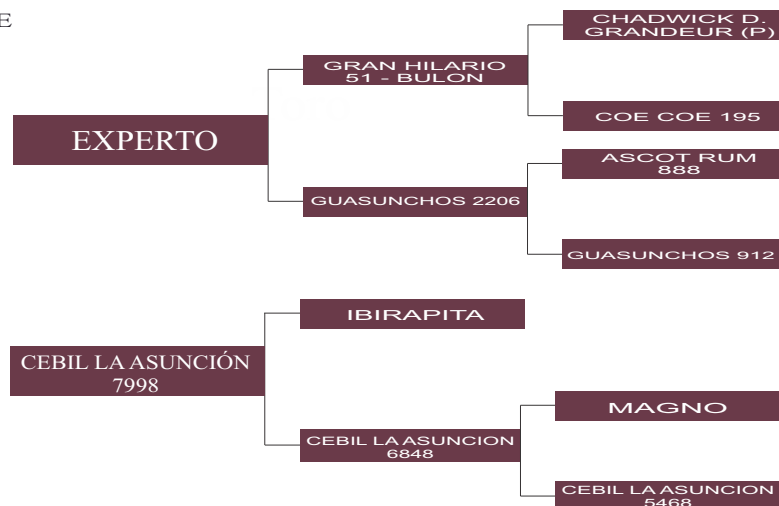 E
CHADWICK D.
GRANDEUR (P)
GRAN HILARIO
51 - BULON
COE COE 195
EXPERTO
ASCOT RUM
888
GUASUNCHOS 2206
GUASUNCHOS 912
IBIRAPITA
CEBIL LA ASUNCIÓN
7998
MAGNO
CEBIL LA ASUNCION
6848
CEBIL LA ASUNCION
5468